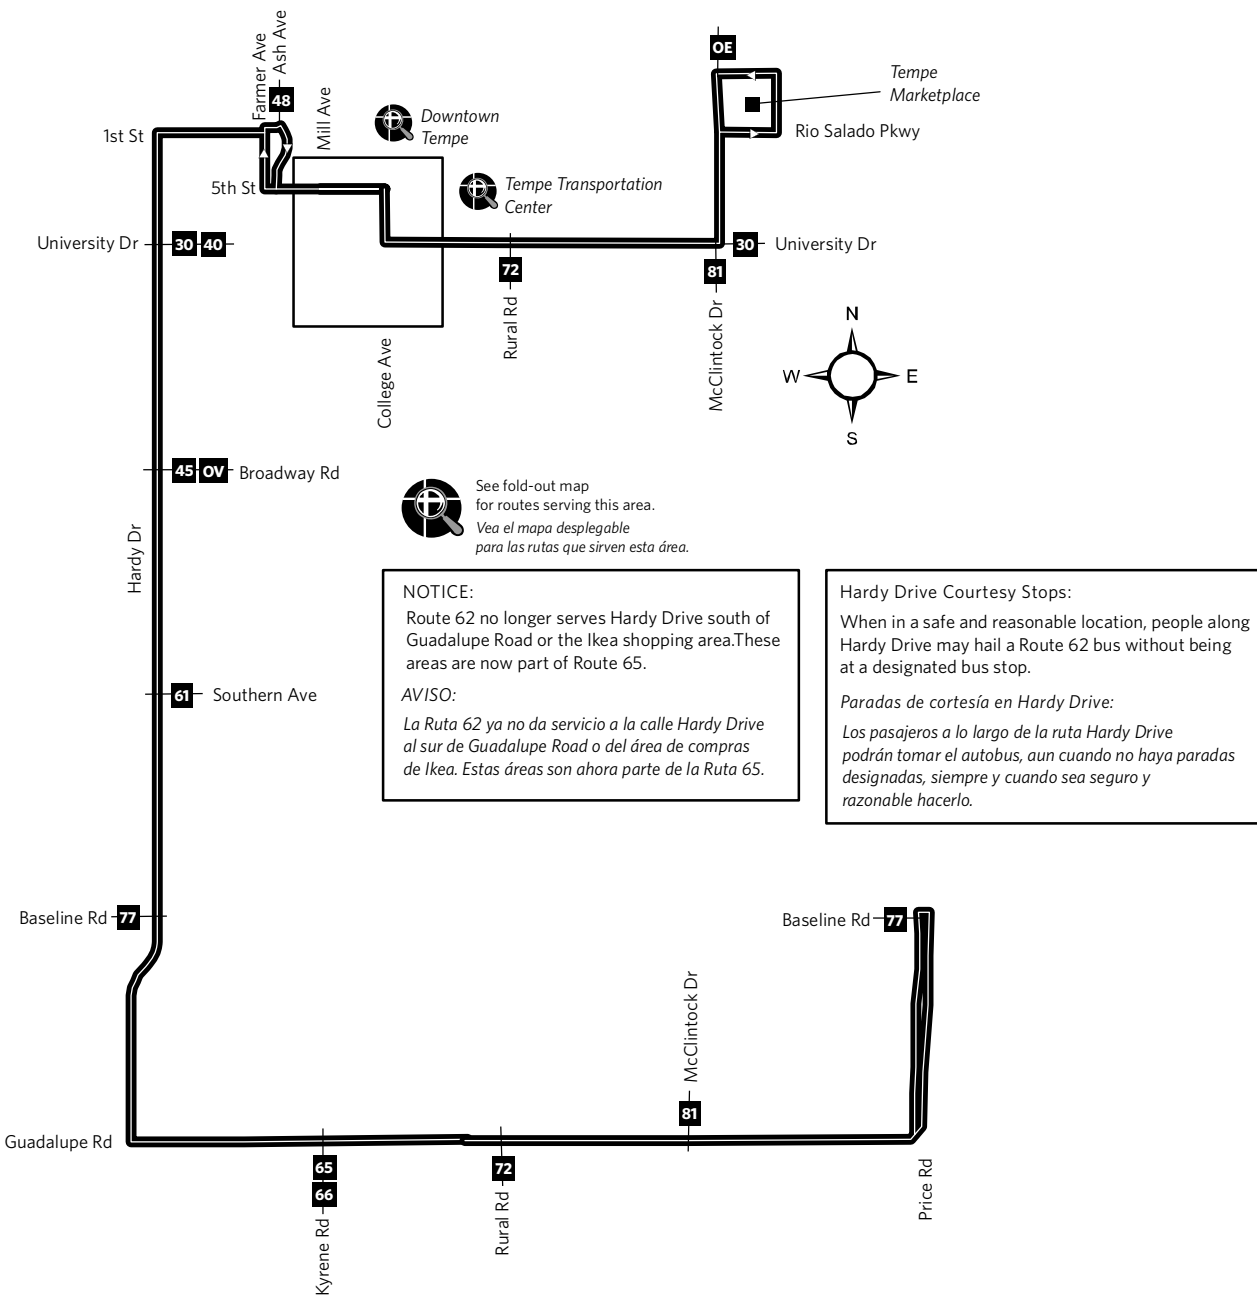 Farmer Ave
Ash Ave
48
Mill Ave
Downtown
Tempe
OE
Tempe
Marketplace
Rio Salado Pkwy
1st St
5th St
Tempe Transportation
Center
University Dr
30 40
30
University Dr
72
Rural Rd
81
McClintock Dr
College Ave
N
W
E
S
45 OV
Broadway Rd
Hardy Dr
See fold-out map
for routes serving this area.
Vea el mapa desplegable
para las rutas que sirven esta área.
NOTICE:
Route 62 no longer serves Hardy Drive south of
Guadalupe Road or the Ikea shopping area.These
areas are now part of Route 65.
AVISO:
La Ruta 62 ya no da servicio a la calle Hardy Drive
al sur de Guadalupe Road o del área de compras
de Ikea. Estas áreas son ahora parte de la Ruta 65.
Hardy Drive Courtesy Stops:
When in a safe and reasonable location, people along
Hardy Drive may hail a Route 62 bus without being
at a designated bus stop.
Paradas de cortesía en Hardy Drive:
Los pasajeros a lo largo de la ruta Hardy Drive
podrán tomar el autobus, aun cuando no haya paradas
designadas, siempre y cuando sea seguro y
razonable hacerlo.
61
Southern Ave
Baseline Rd
77
Baseline Rd
77
McClintock Dr
81
Guadalupe Rd
65
66
Kyrene Rd
72
Rural Rd
Price Rd